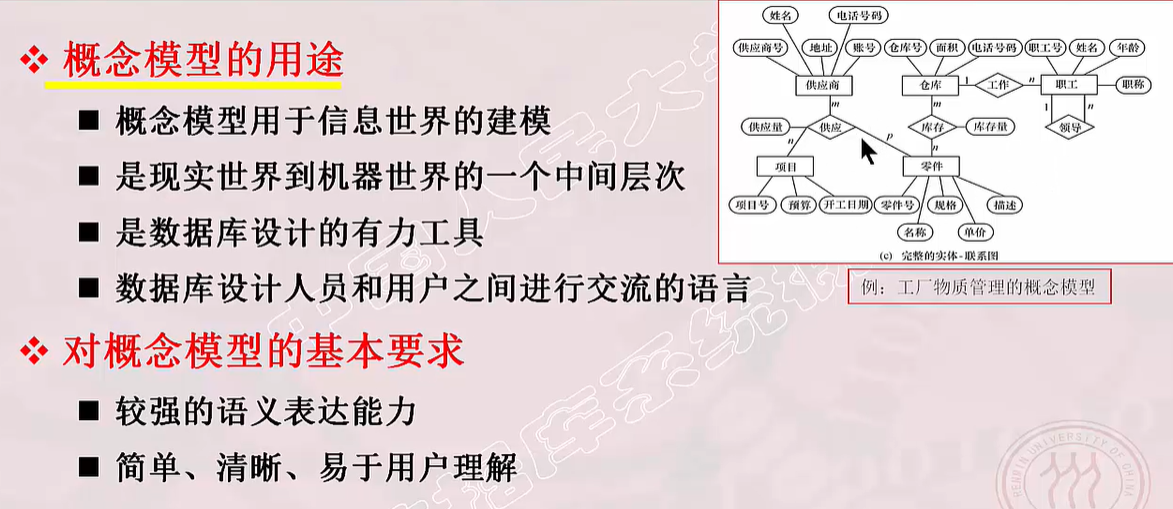 概念模型的用途
概念模型用于信息世界的建模
是现实世界到机器世界的一个中间层次
是数据库设计的有力工具
数据库设计人员和用户之间进行交流的语言
对概念模型的基本要求
较强的语义表达能力
简单、清晰、易于用户理解
姓名 电话号码
供应商号 地址 账号 仓库号 面积 电话号码 职工号 姓名 年龄
供应商 仓库 1 工作 n 职工 职称
m m 1 n
供应量 供应 库存 库存量 领导
n p n
项目 零件
项目号 预算 开工日期 零件号 规格 描述
名称 单价
(c) 完整的实体-联系图
例：工厂物质管理的概念模型